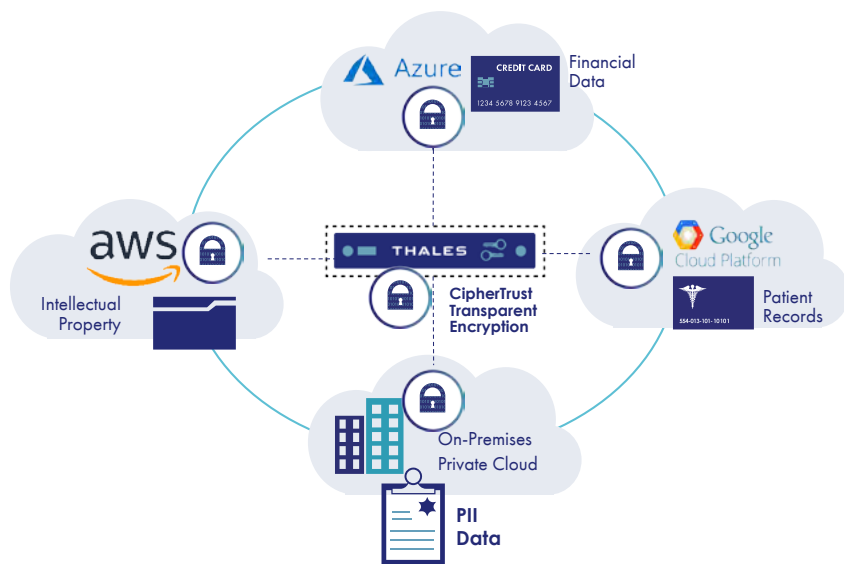 Azure
CREDIT CARD
1234 5678 9123 4567
Financial
Data
aws
Intellectual
Property
THALES
CipherTrust
Transparent
Encryption
Google
Cloud Platform
554-013-101-10101
Patient
Records
On-Premises
Private Cloud
PII
Data